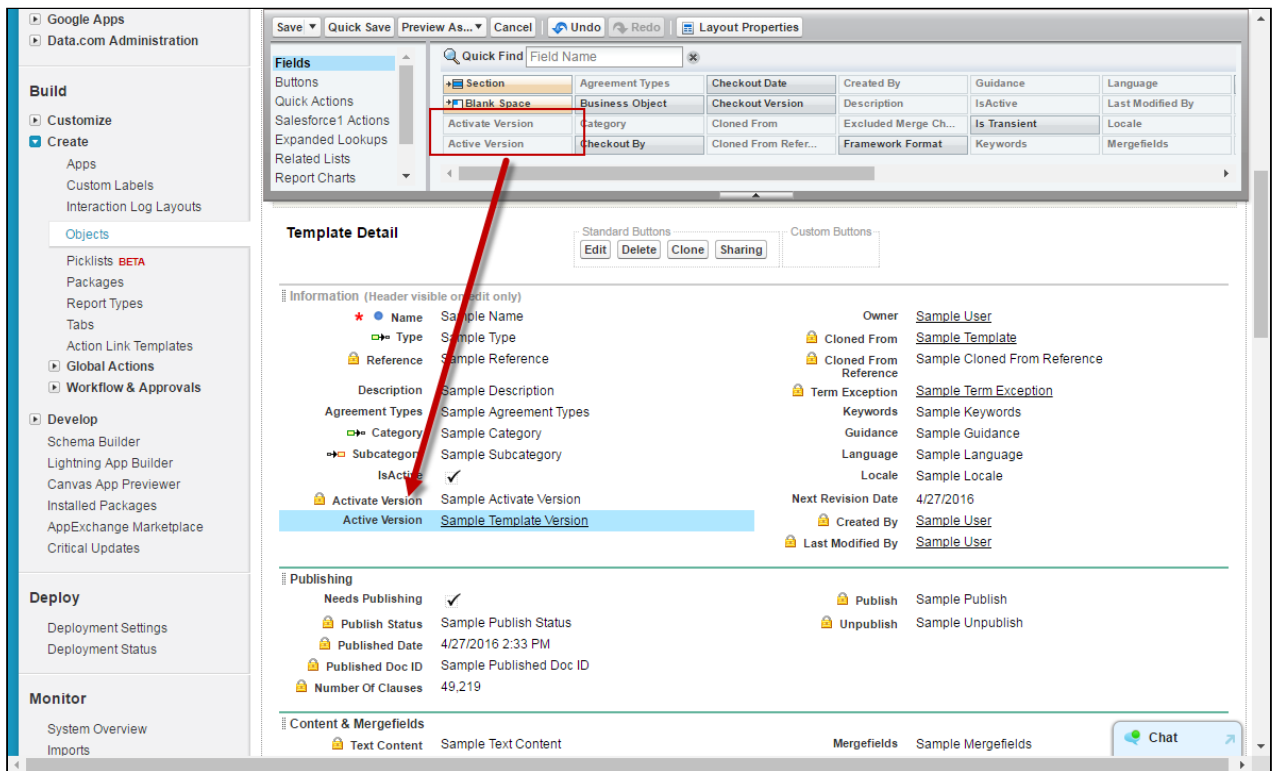 Google Apps
Data.com Administration
Build
Customize
Create
Apps
Custom Labels
Interaction Log Layouts
Objects
Picklists BETA
Packages
Report Types
Tabs
Action Link Templates
Global Actions
Workflow & Approvals
Develop
Schema Builder
Lightning App Builder
Canvas App Previewer
Installed Packages
AppExchange Marketplace
Critical Updates
Deploy
Deployment Settings
Deployment Status
Monitor
System Overview
Imports
Save Quick Save Preview As... Cancel Undo Redo Layout Properties
Fields
Buttons
Quick Actions
Salesforce1 Actions
Expanded Lookups
Related Lists
Report Charts
Quick Find Field Name
Section Agreement Types Checkout Date Created By Guidance Language
Blank Space Business Object Checkout Version Description IsActive Last Modified By
Activate Version Category Cloned From Excluded Merge Ch... Is Transient Locale
Active Version Checkout By Cloned From Refer... Framework Format Keywords Mergefields
Template Detail
Standard Buttons
Edit Delete Clone Sharing
Custom Buttons
Information (Header visible on edit only)
Name Sample Name Owner Sample User
Type Sample Type Cloned From Sample Template
Reference Sample Reference Cloned From Reference Sample Cloned From Reference
Description Sample Description Term Exception Sample Term Exception
Agreement Types Sample Agreement Types Keywords Sample Keywords
Category Sample Category Guidance Sample Guidance
Subcategory Sample Subcategory Language Sample Language
IsActive Locale Sample Locale
Activate Version Sample Activate Version Next Revision Date 4/27/2016
Active Version Sample Template Version Created By Sample User
Last Modified By Sample User
Publishing
Needs Publishing Publish Sample Publish
Publish Status Sample Publish Status Unpublish Sample Unpublish
Published Date 4/27/2016 2:33 PM
Published Doc ID Sample Published Doc ID
Number Of Clauses 49,219
Content & Mergefields
Text Content Sample Text Content Mergefields Sample Mergefields
Chat